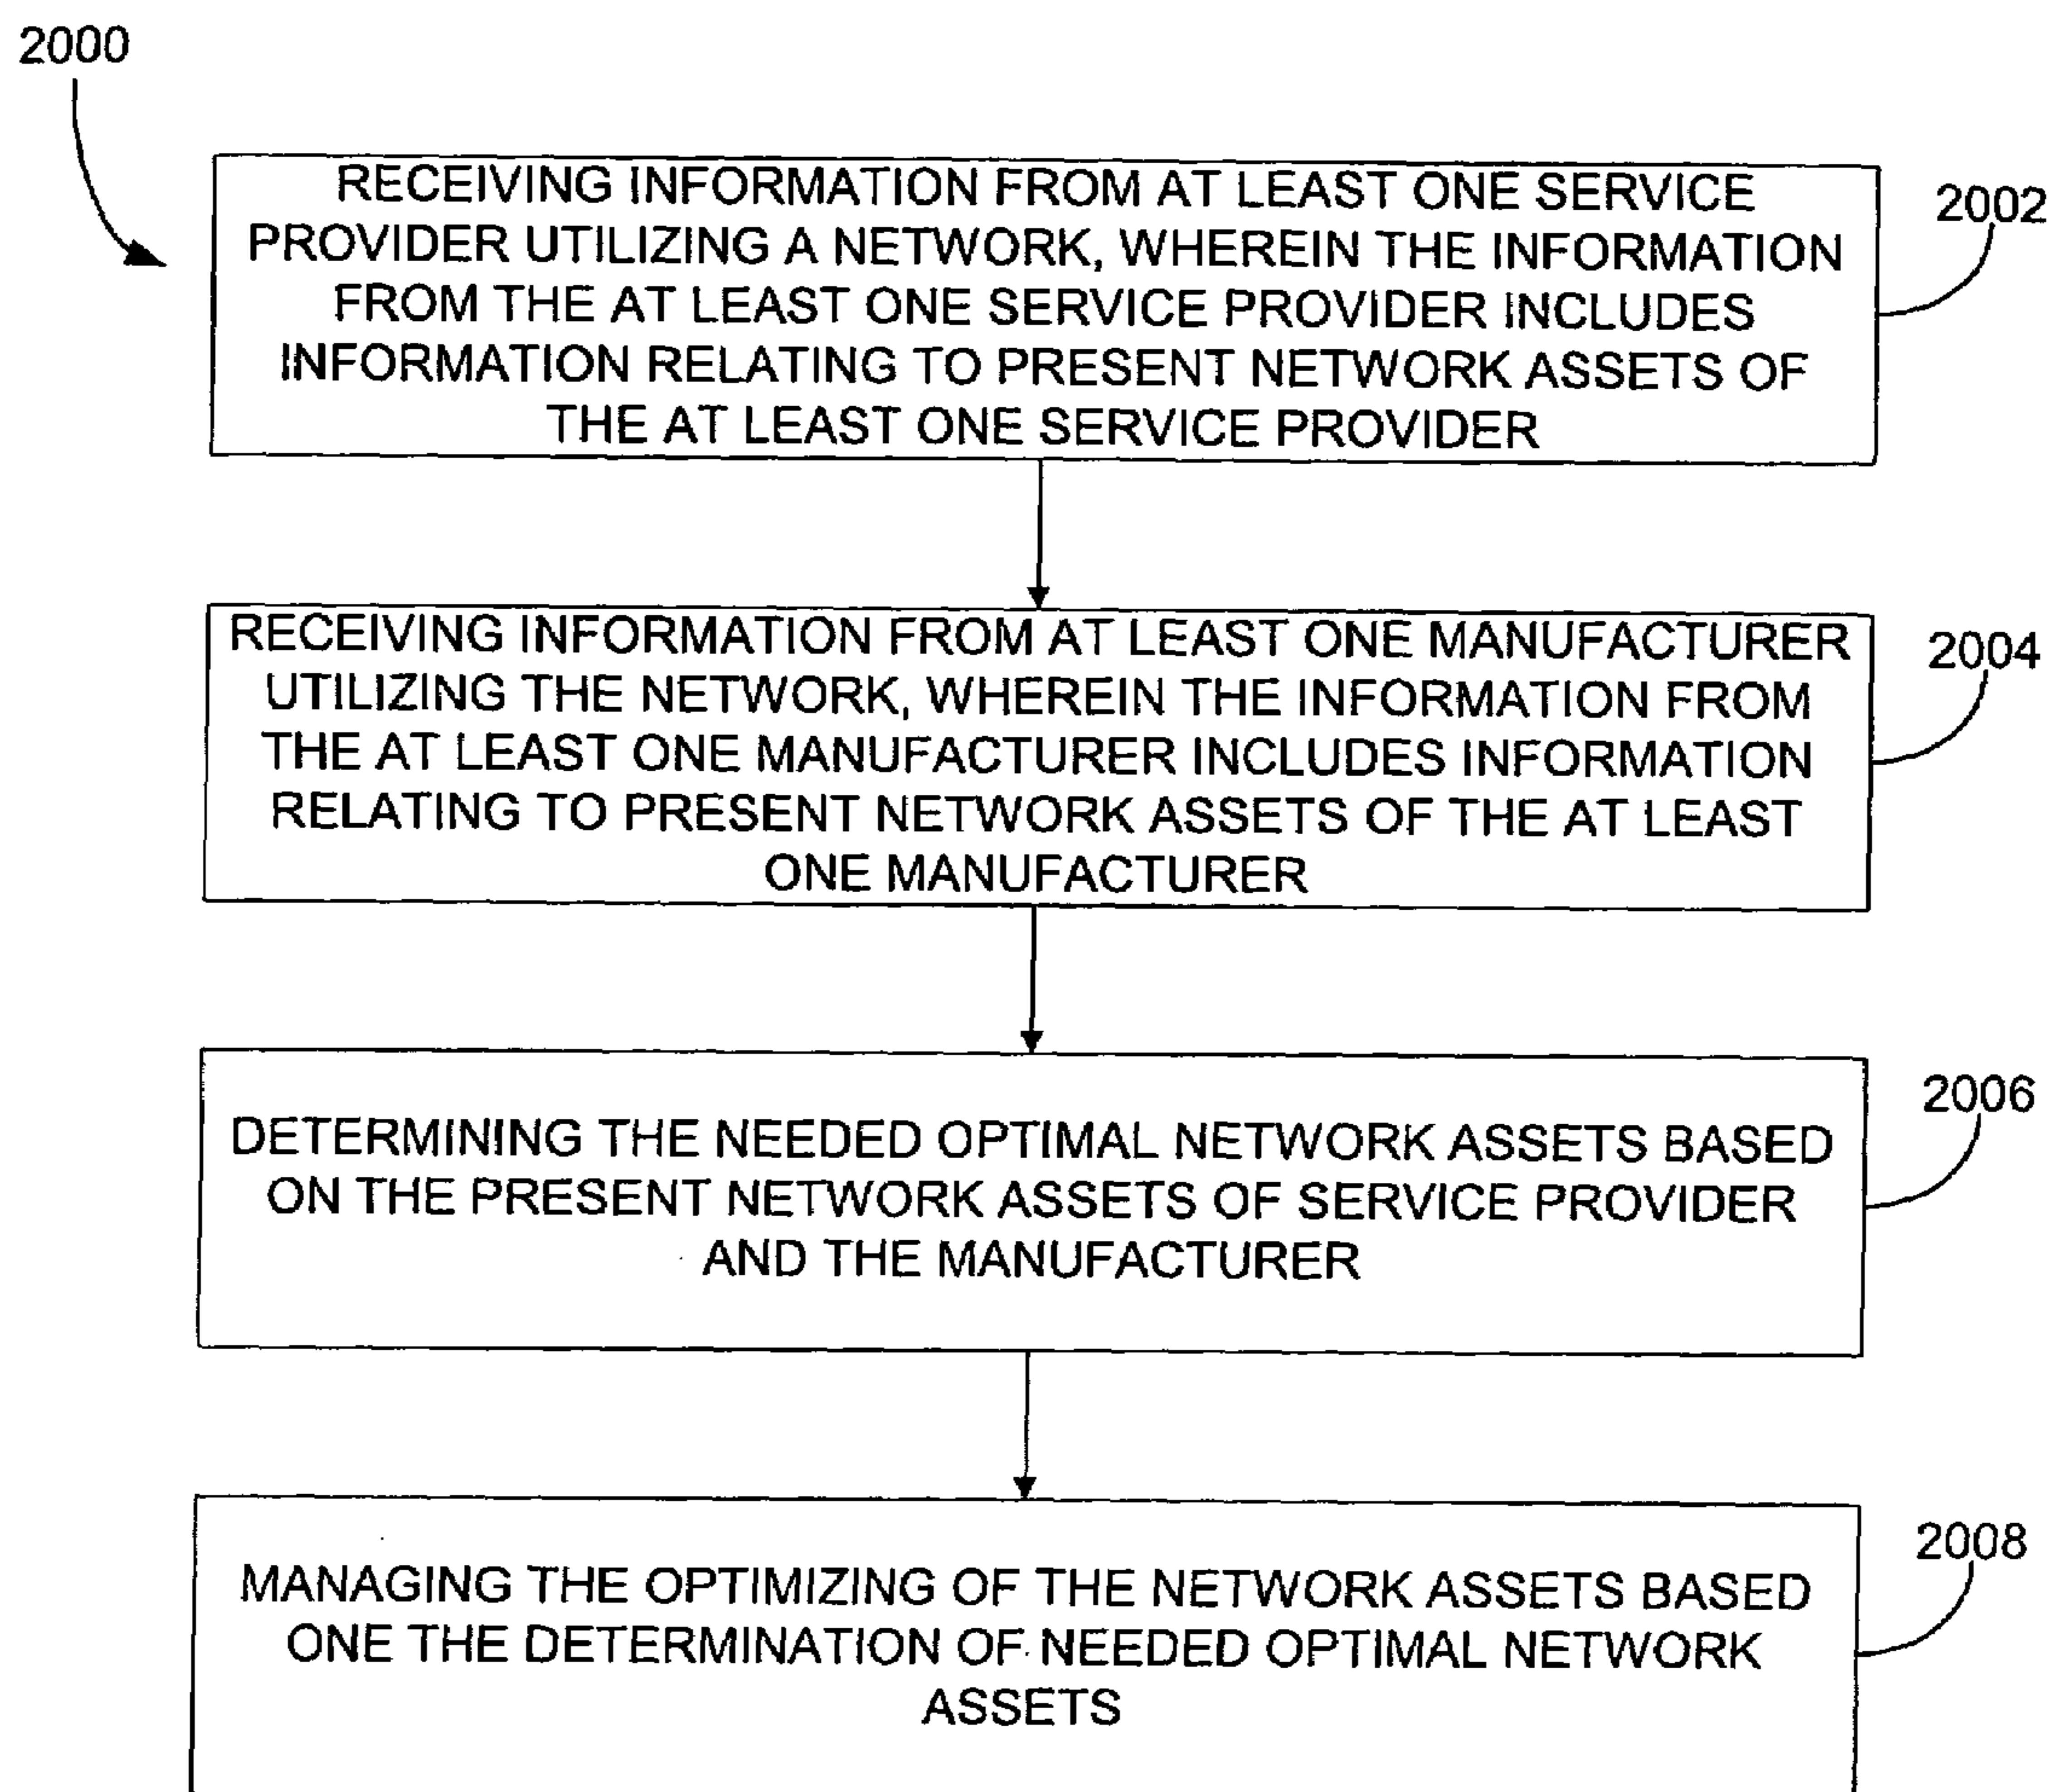 2000
RECEIVING INFORMATION FROM AT LEAST ONE SERVICE
PROVIDER UTILIZING A NETWORK, WHEREIN THE INFORMATION
FROM THE AT LEAST ONE SERVICE PROVIDER INCLUDES
INFORMATION RELATING TO PRESENT NETWORK ASSETS OF
THE AT LEAST ONE SERVICE PROVIDER
2002
RECEIVING INFORMATION FROM AT LEAST ONE MANUFACTURER
UTILIZING THE NETWORK, WHEREIN THE INFORMATION FROM
THE AT LEAST ONE MANUFACTURER INCLUDES INFORMATION
RELATING TO PRESENT NETWORK ASSETS OF THE AT LEAST
ONE MANUFACTURER
2004
DETERMINING THE NEEDED OPTIMAL NETWORK ASSETS BASED
ON THE PRESENT NETWORK ASSETS OF SERVICE PROVIDER
AND THE MANUFACTURER
2006
MANAGING THE OPTIMIZING OF THE NETWORK ASSETS BASED
ONE THE DETERMINATION OF NEEDED OPTIMAL NETWORK
ASSETS
2008